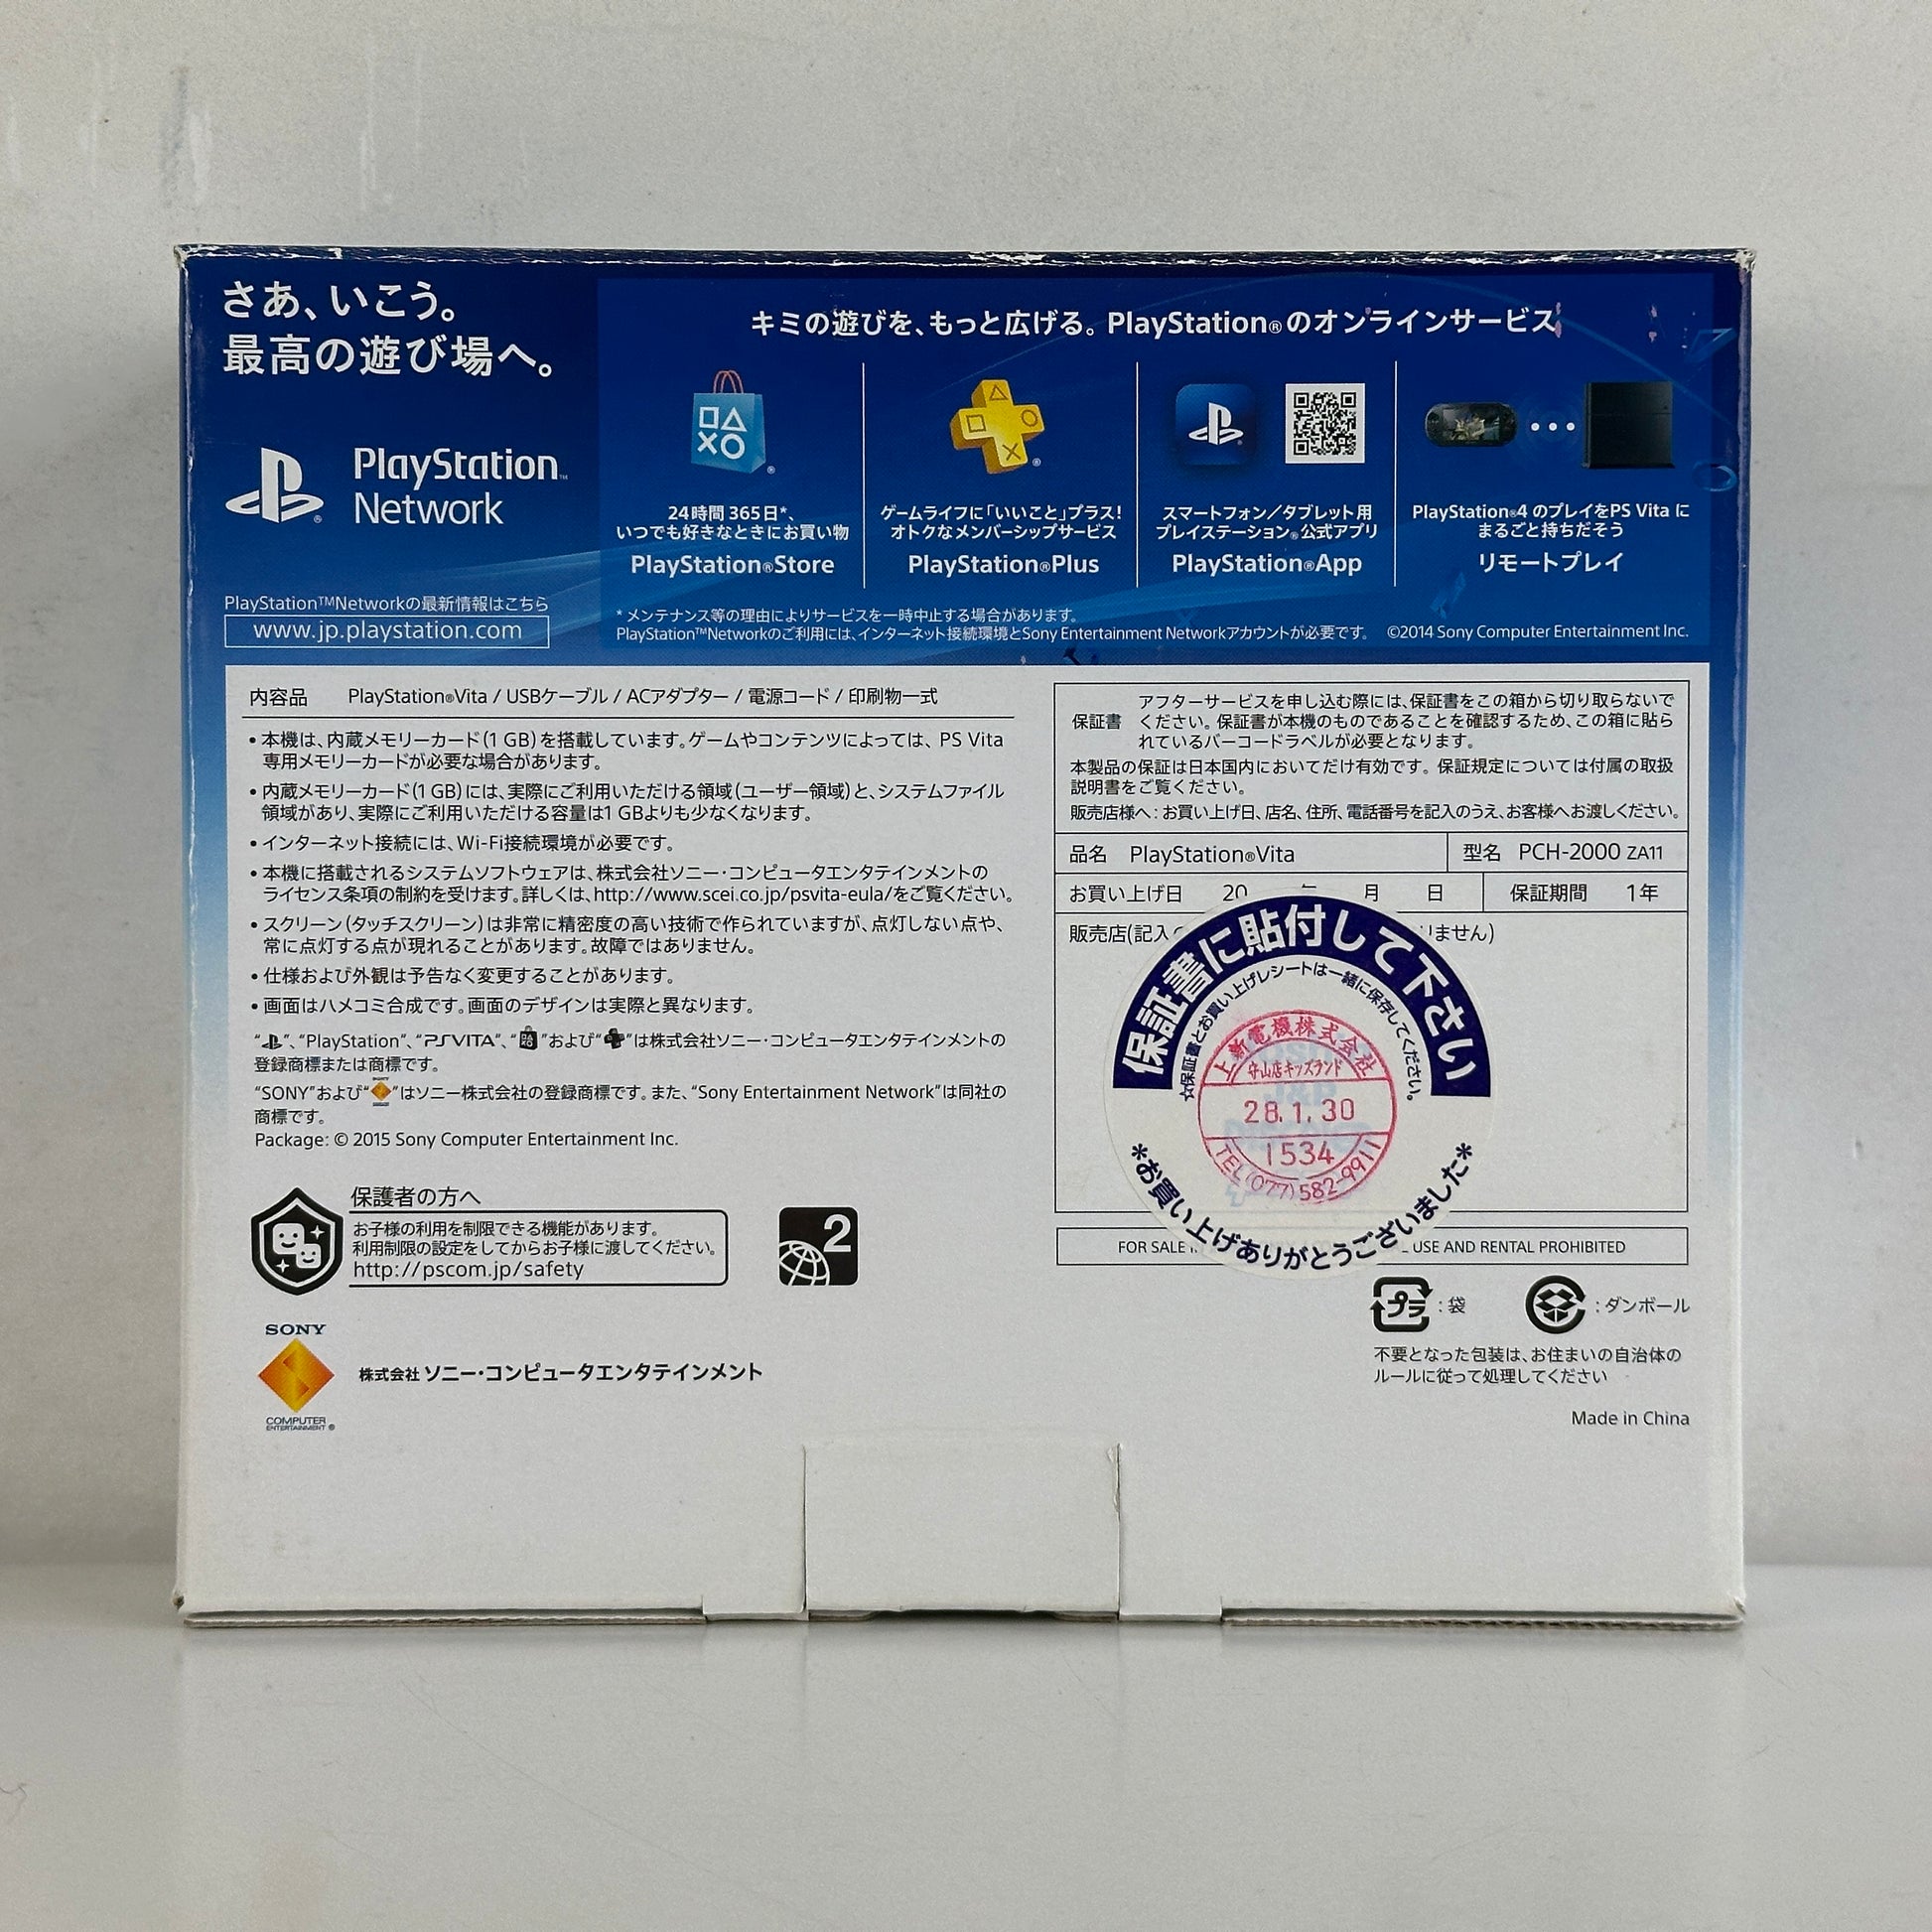 さあ、いこう。
最高の遊び場へ。
PlayStation™
Network
PlayStation™Networkの最新情報はこちら
www.jp.playstation.com
キミの遊びを、もっと広げる。PlayStation®のオンラインサービス
24時間 365日*、
いつでも好きなときにお買い物
PlayStation®Store
ゲームライフに「いいこと」プラス!
オトクなメンバーシップサービス
PlayStation®Plus
スマートフォン／タブレット用
プレイステーション®公式アプリ
PlayStation®App
PlayStation®4 のプレイをPS Vita に
まるごと持ちだそう
リモートプレイ
* メンテナンス等の理由によりサービスを一時中止する場合があります。
PlayStation™Networkのご利用には、インターネット接続環境とSony Entertainment Networkアカウントが必要です。 ©2014 Sony Computer Entertainment Inc.
内容品 PlayStation®Vita / USBケーブル / ACアダプター / 電源コード / 印刷物一式
• 本機は、内蔵メモリーカード(1 GB)を搭載しています。ゲームやコンテンツによっては、PS Vita
専用メモリーカードが必要な場合があります。
• 内蔵メモリーカード(1 GB)には、実際にご利用いただける領域(ユーザー領域)と、システムファイル
領域があり、実際にご利用いただける容量は1 GBよりも少なくなります。
• インターネット接続には、Wi-Fi接続環境が必要です。
• 本機に搭載されるシステムソフトウェアは、株式会社ソニー・コンピュータエンタテインメントの
ライセンス条項の制約を受けます。詳しくは、http://www.scei.co.jp/psvita-eula/をご覧ください。
• スクリーン(タッチスクリーン)は非常に精密度の高い技術で作られていますが、点灯しない点や、
常に点灯する点が現れることがあります。故障ではありません。
• 仕様および外観は予告なく変更することがあります。
• 画面はハメコミ合成です。画面のデザインは実際と異なります。
“ ”、“PlayStation”、“PSVITA”、“ ”および“ ”は株式会社ソニー・コンピュータエンタテインメントの
登録商標または商標です。
“SONY”および“ ”はソニー株式会社の登録商標です。また、“Sony Entertainment Network”は同社の
商標です。
Package: © 2015 Sony Computer Entertainment Inc.
保護者の方へ
お子様の利用を制限できる機能があります。
利用制限の設定をしてからお子様に渡してください。
http://pscom.jp/safety
2
SONY
COMPUTER
ENTERTAINMENT ®
株式会社 ソニー・コンピュータエンタテインメント
保証書 アフターサービスを申し込む際には、保証書をこの箱から切り取らないで
ください。保証書が本機のものであることを確認するため、この箱に貼ら
れているバーコードラベルが必要となります。
本製品の保証は日本国内においてだけ有効です。保証規定については付属の取扱
説明書をご覧ください。
販売店様へ：お買い上げ日、店名、住所、電話番号を記入のうえ、お客様へお渡しください。
品名 PlayStation®Vita
型名 PCH-2000 ZA11
お買い上げ日 20 年 月 日
保証期間 1年
販売店(記入 りません)
保証書に貼付して下さい
☆保証書とお買い上げレシートは一緒に保存してください。
上新電機株式会社
守山店キッズランド
28.1.30
1534
TEL(077)582-9911
*お買い上げありがとうございました*
FOR SALE USE AND RENTAL PROHIBITED
プラ : 袋
: ダンボール
不要となった包装は、お住まいの自治体の
ルールに従って処理してください
Made in China